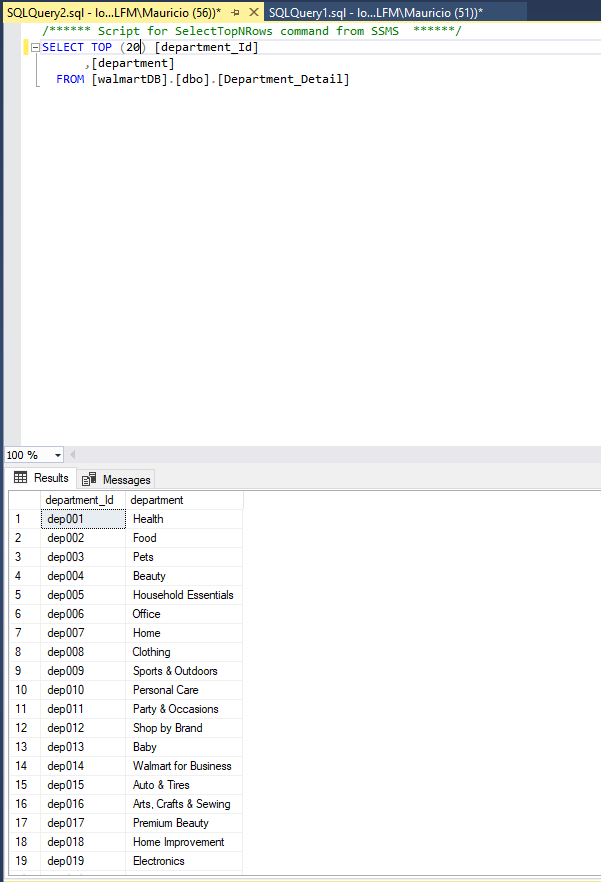 SQLQuery2.sql - lo...LFM\Mauricio (56))* SQLQuery1.sql - lo...LFM\Mauricio (51))*
/****** Script for SelectTopNRows command from SSMS  ******/
SELECT TOP (20) [department_Id]
,[department]
FROM [walmartDB].[dbo].[Department_Detail]
100 %
Results Messages
department_Id department
1 dep001 Health
2 dep002 Food
3 dep003 Pets
4 dep004 Beauty
5 dep005 Household Essentials
6 dep006 Office
7 dep007 Home
8 dep008 Clothing
9 dep009 Sports & Outdoors
10 dep010 Personal Care
11 dep011 Party & Occasions
12 dep012 Shop by Brand
13 dep013 Baby
14 dep014 Walmart for Business
15 dep015 Auto & Tires
16 dep016 Arts, Crafts & Sewing
17 dep017 Premium Beauty
18 dep018 Home Improvement
19 dep019 Electronics